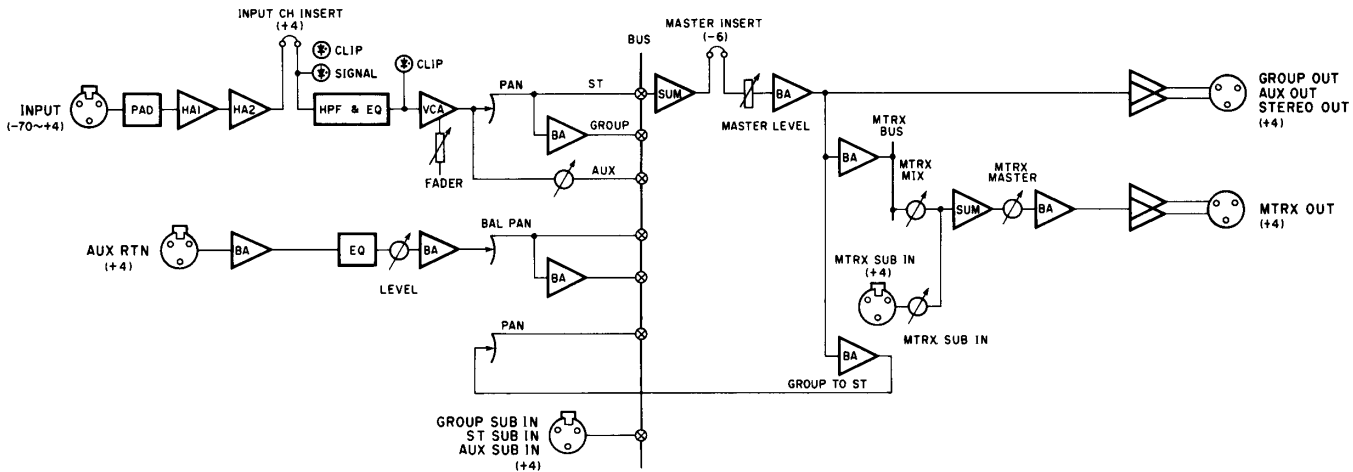 INPUT CH INSERT
(+4)
CLIP
SIGNAL
CLIP
INPUT
(-70~+4)
PAD
HA1
HA2
HPF & EQ
VCA
FADER
PAN
ST
BA
GROUP
AUX
BUS
SUM
MASTER INSERT
(-6)
MASTER LEVEL
BA
GROUP OUT
AUX OUT
STEREO OUT
(+4)
BA
MTRX
BUS
MTRX
MIX
SUM
MTRX
MASTER
BA
MTRX OUT
(+4)
AUX RTN
(+4)
BA
EQ
LEVEL
BA
BAL PAN
BA
MTRX SUB IN
(+4)
MTRX SUB IN
PAN
BA
GROUP TO ST
GROUP SUB IN
ST SUB IN
AUX SUB IN
(+4)